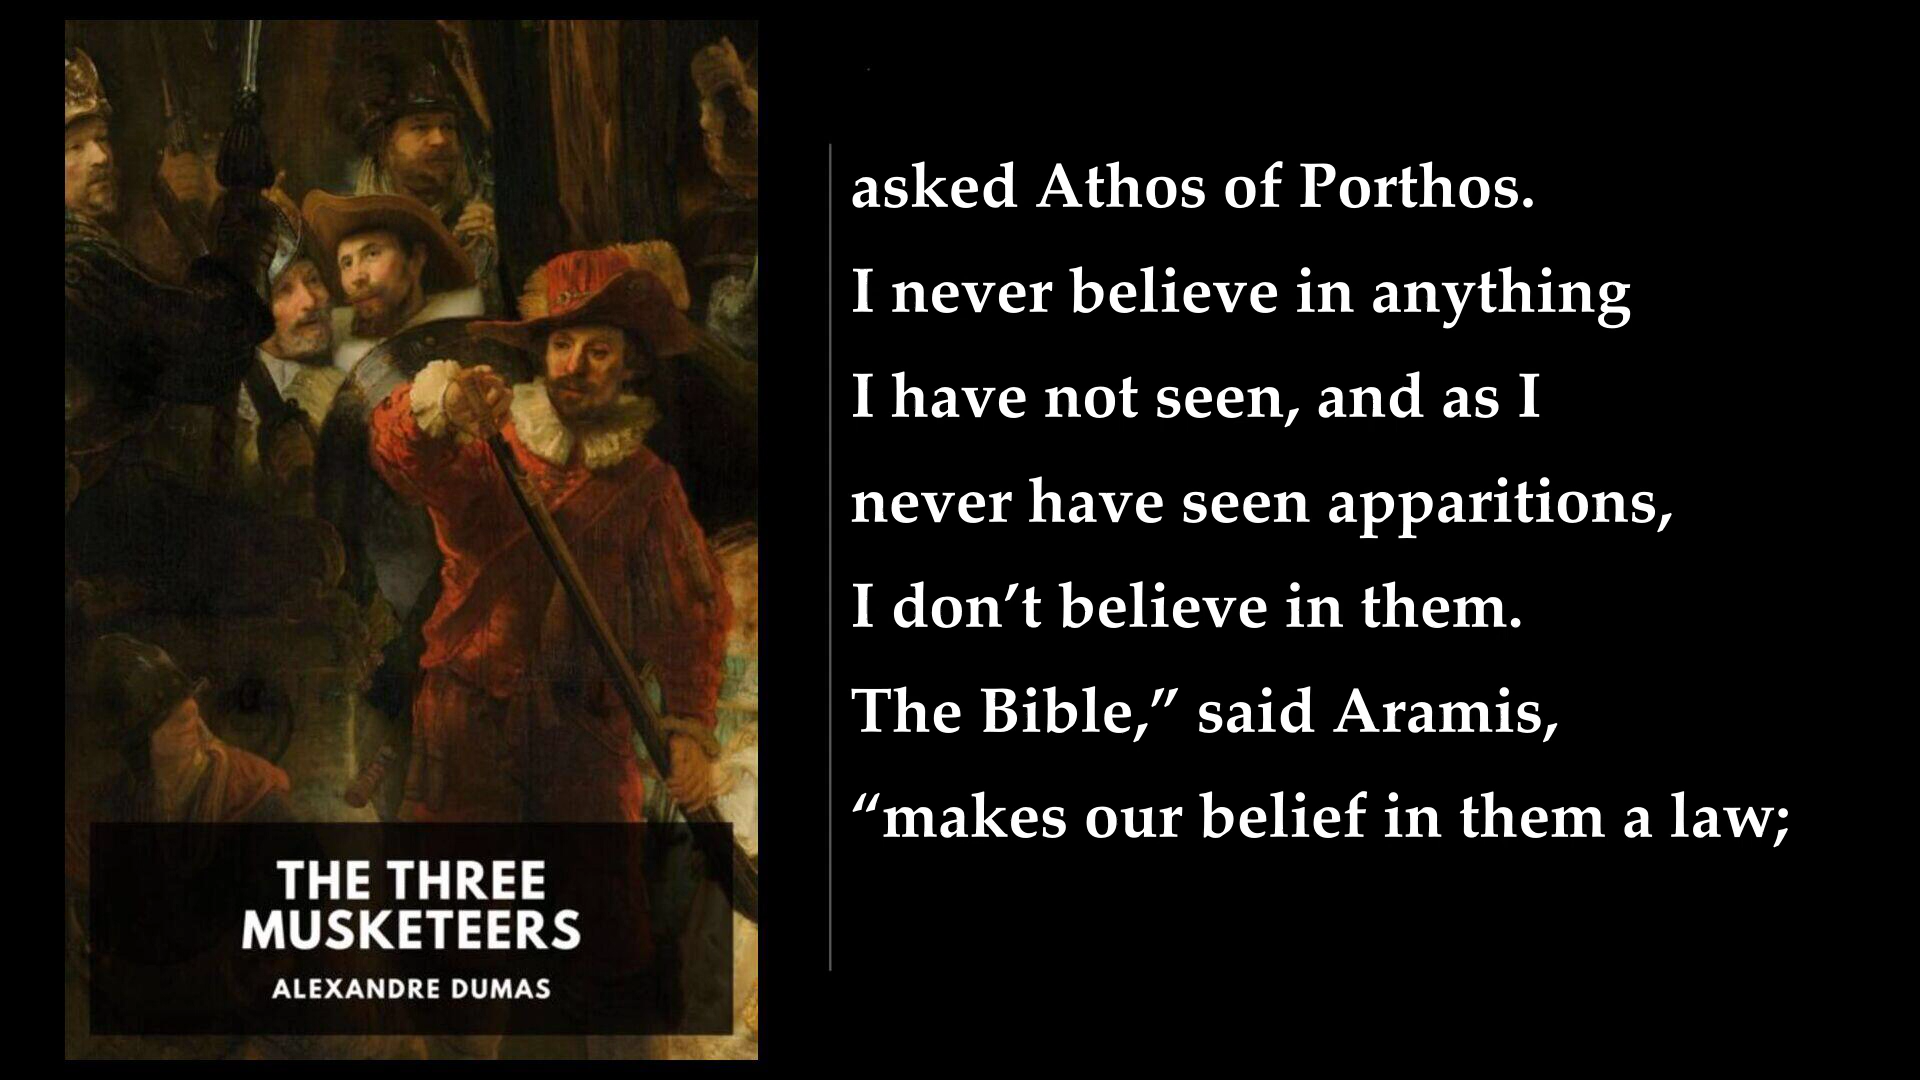 THE THREE
MUSKETEERS
ALEXANDRE DUMAS
asked Athos of Porthos.
I never believe in anything
I have not seen, and as I
never have seen apparitions,
I don’t believe in them.
The Bible,” said Aramis,
“makes our belief in them a law;